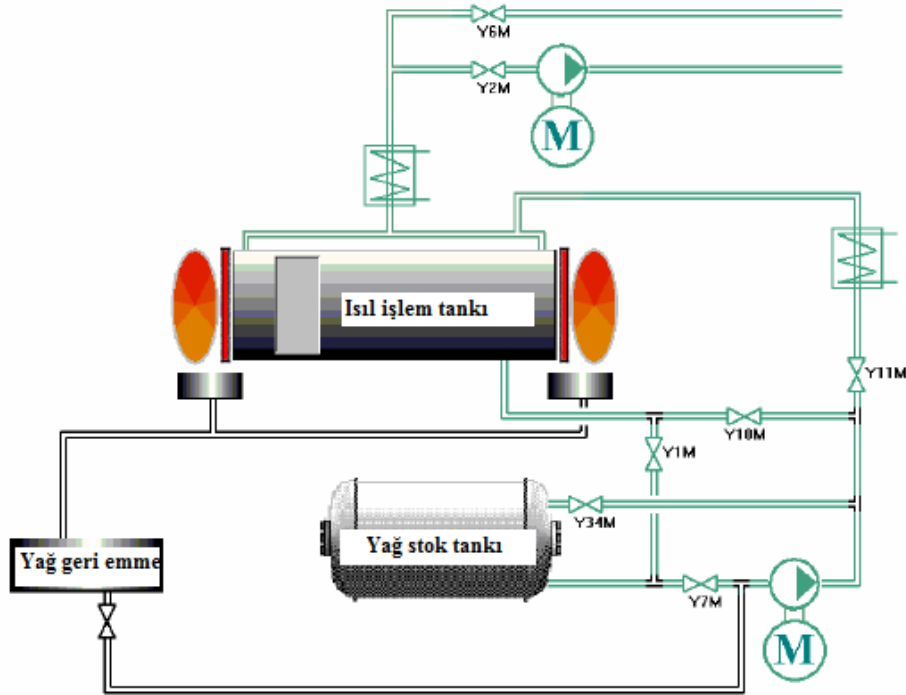 Y6M
Y2M
M
Isıl işlem tankı
Y11M
Y10M
Y1M
Y34M
Yağ stok tankı
Yağ geri emme
Y7M
M